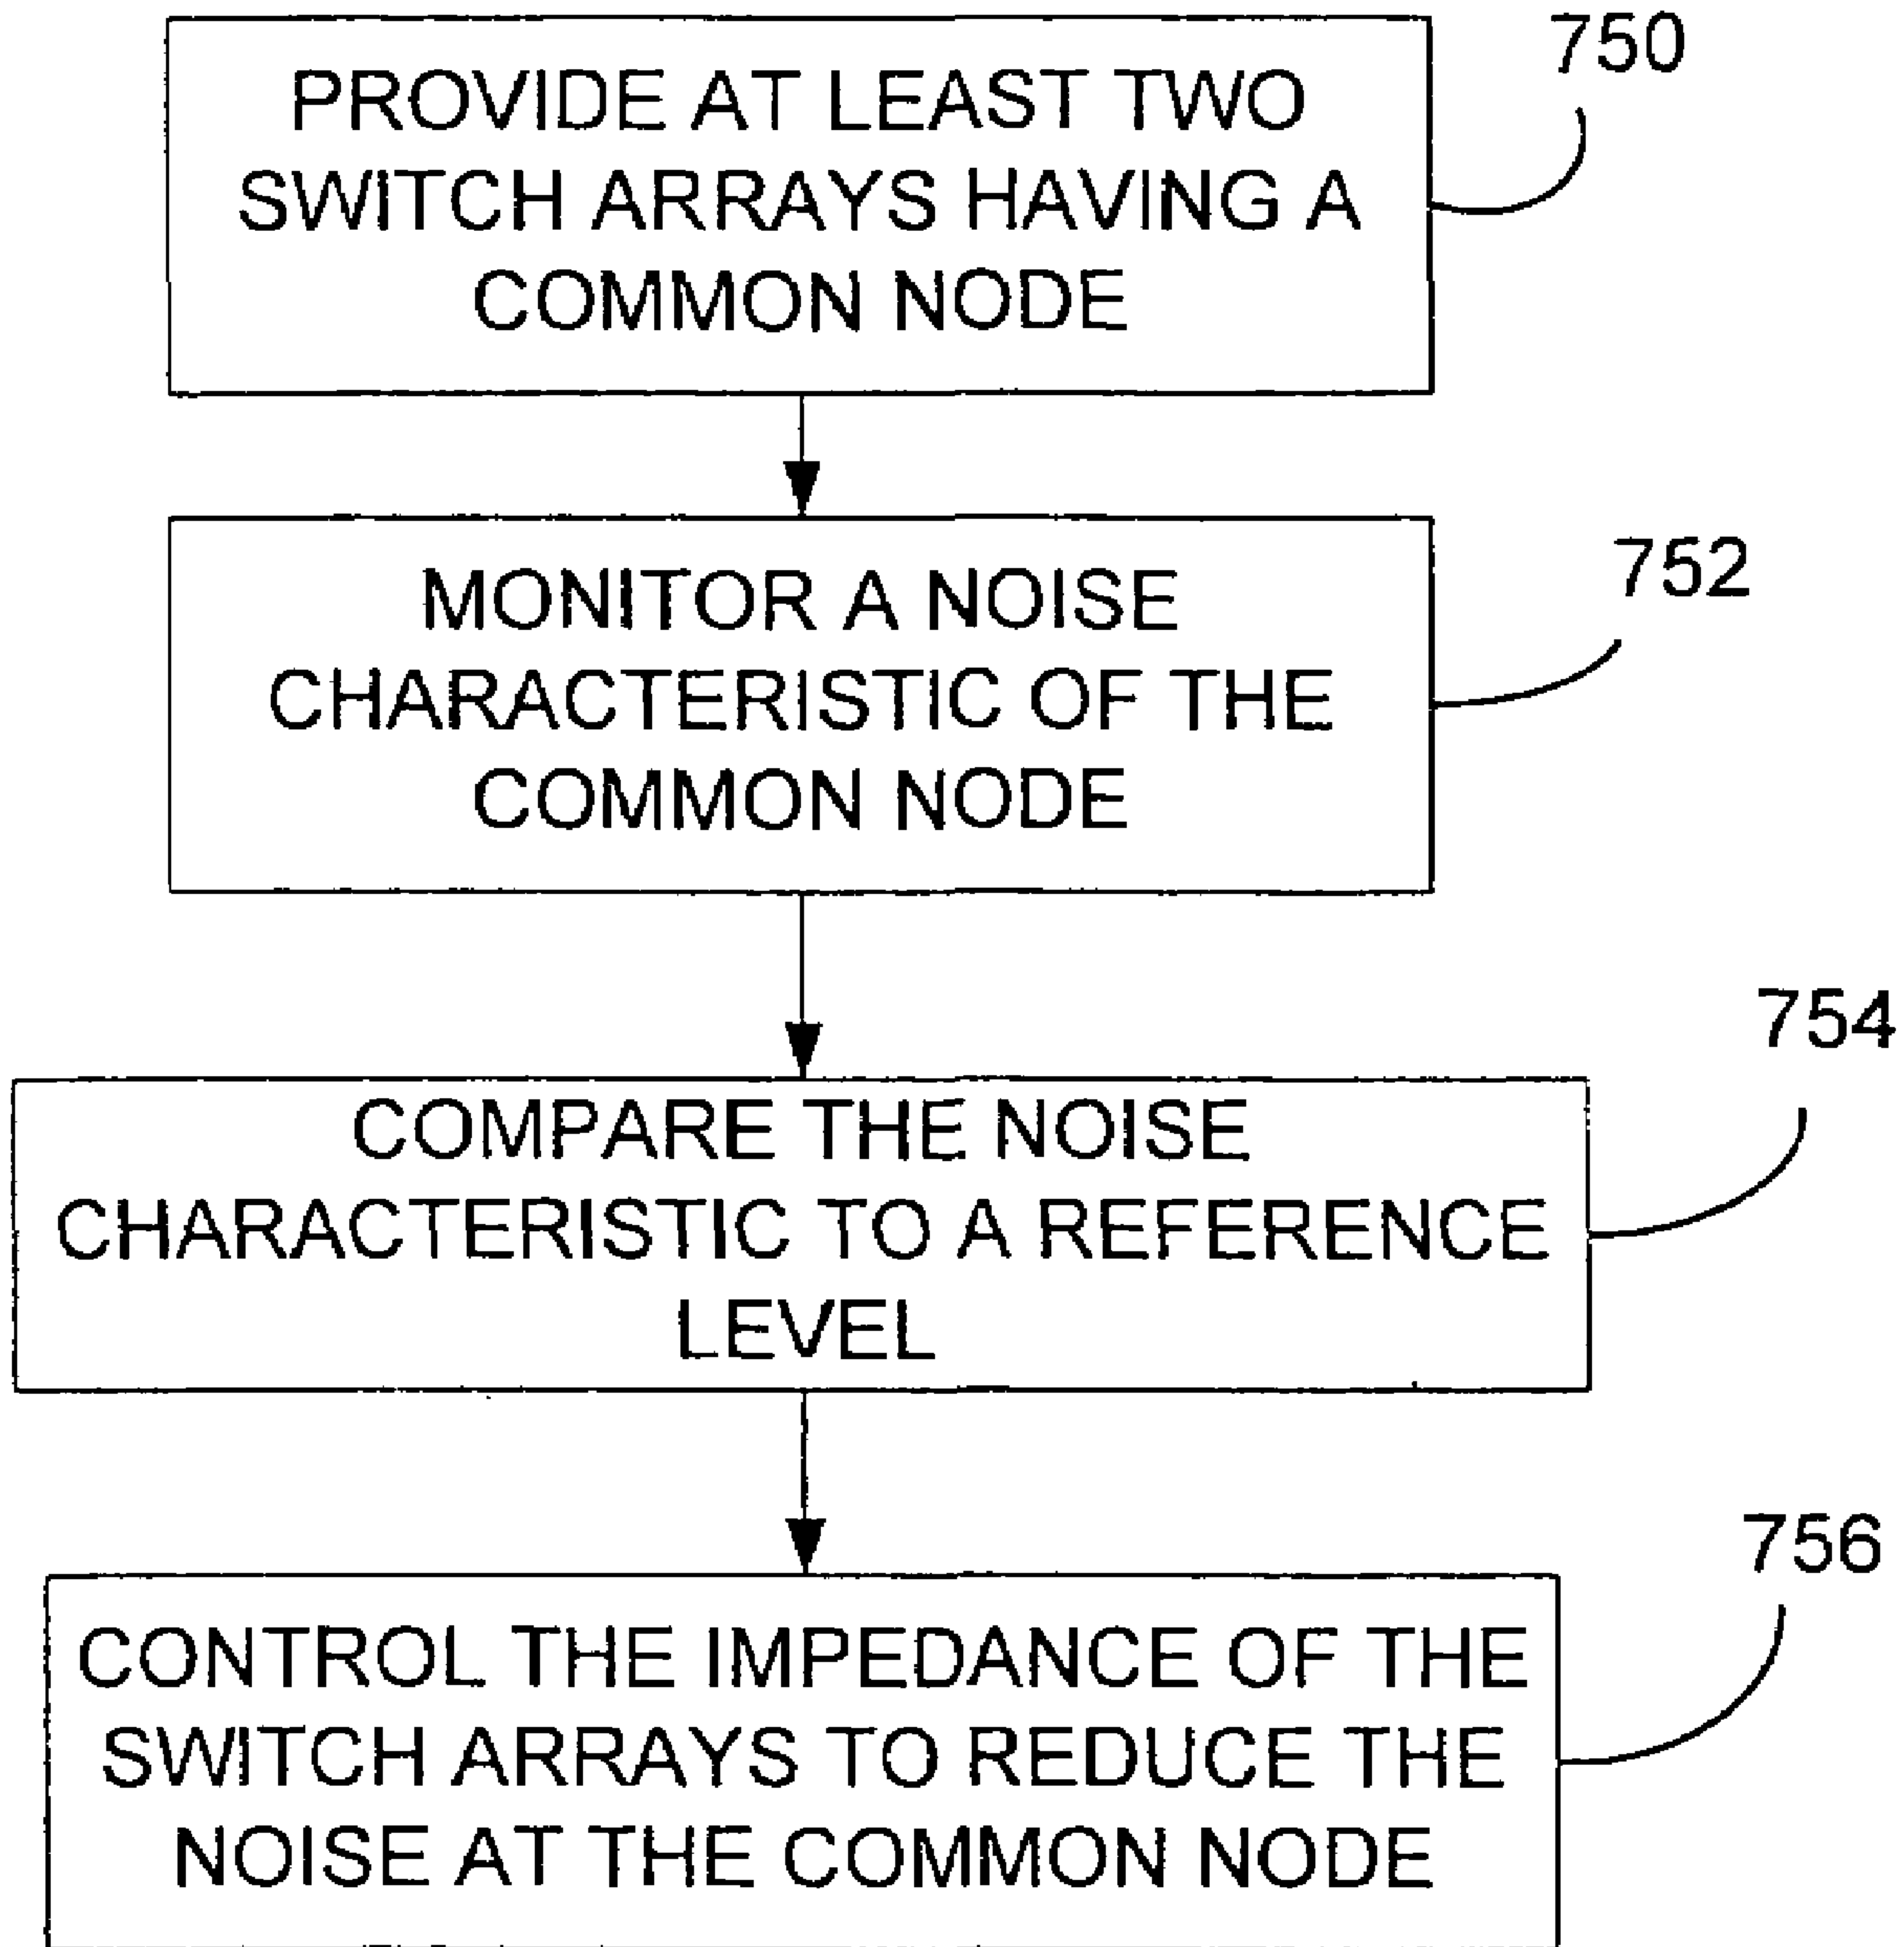 750
PROVIDE AT LEAST TWO
SWITCH ARRAYS HAVING A
COMMON NODE
752
MONITOR A NOISE
CHARACTERISTIC OF THE
COMMON NODE
754
COMPARE THE NOISE
CHARACTERISTIC TO A REFERENCE
LEVEL
756
CONTROL THE IMPEDANCE OF THE
SWITCH ARRAYS TO REDUCE THE
NOISE AT THE COMMON NODE